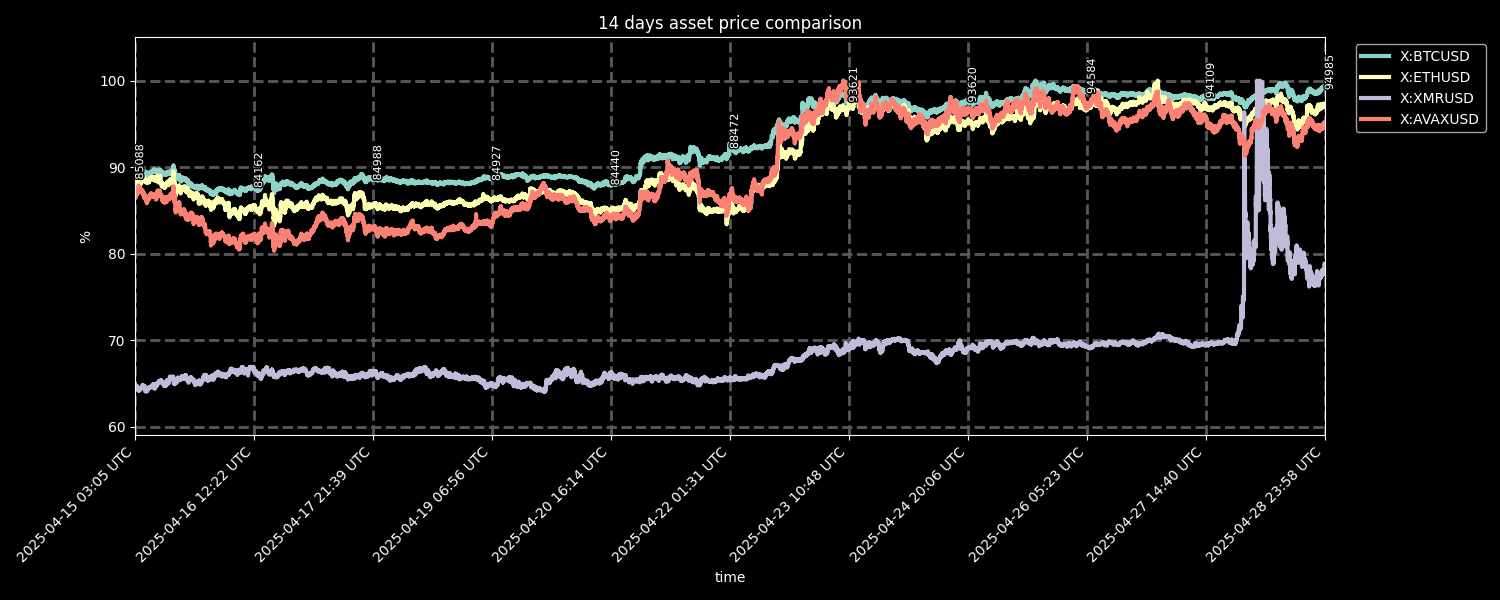 14 days asset price comparison
X:BTCUSD
X:ETHUSD
X:XMRUSD
X:AVAXUSD
%
100
90
80
70
60
85088
84162
84988
84927
84440
88472
93621
93620
94584
94109
94985
2025-04-15 03:05 UTC
2025-04-16 12:22 UTC
2025-04-17 21:39 UTC
2025-04-19 06:56 UTC
2025-04-20 16:14 UTC
2025-04-22 01:31 UTC
2025-04-23 10:48 UTC
2025-04-24 20:06 UTC
2025-04-26 05:23 UTC
2025-04-27 14:40 UTC
2025-04-28 23:58 UTC
time